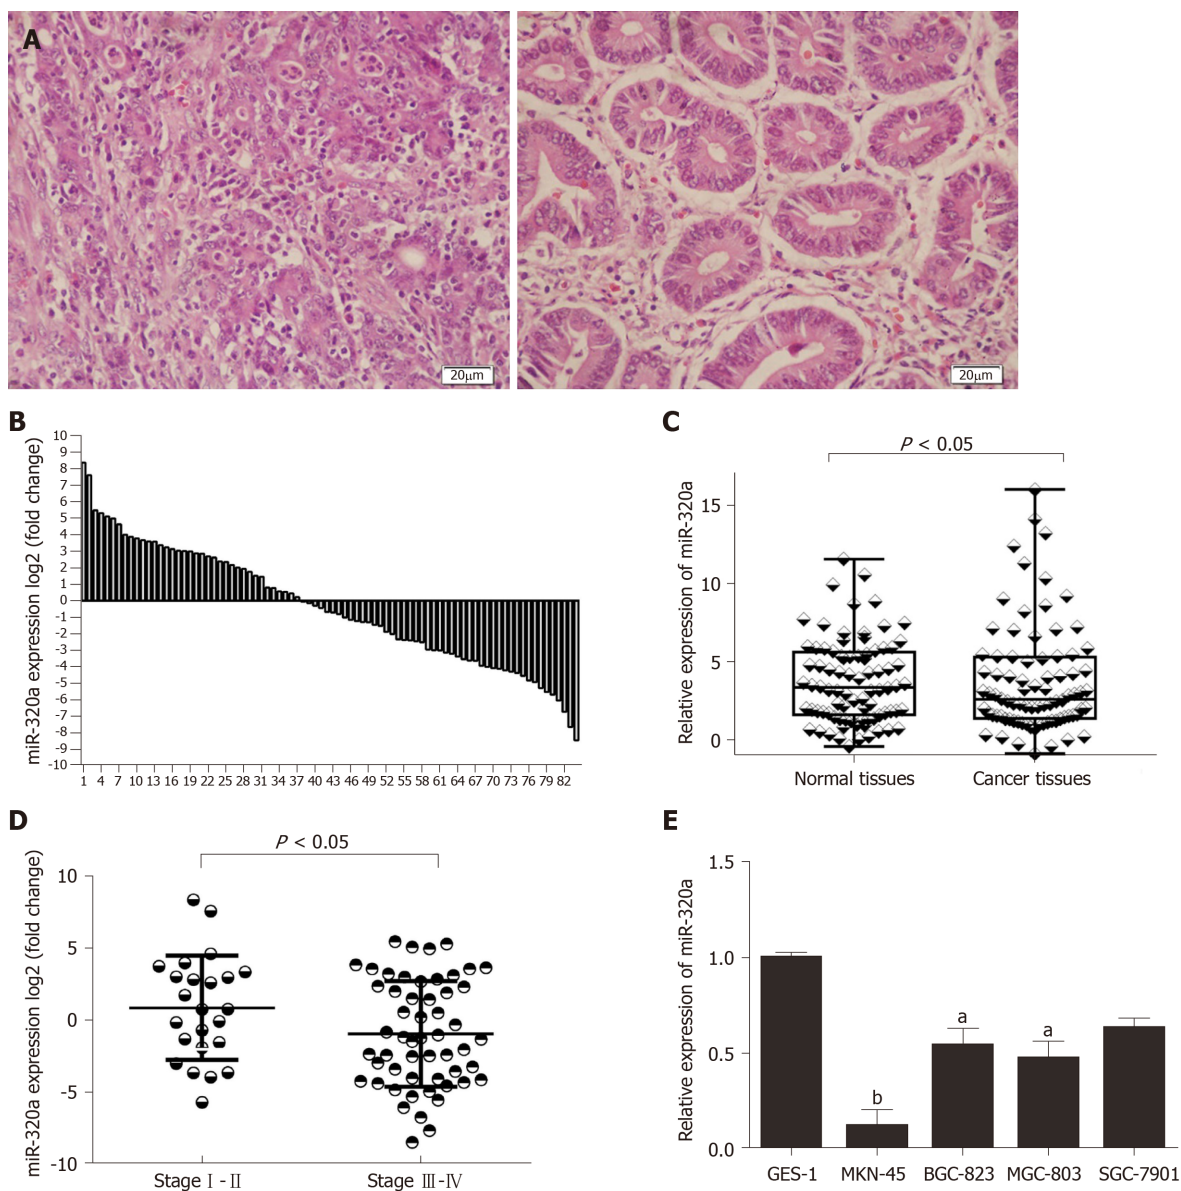 A
20μm
20μm
B
miR-320a expression log2 (fold change)
10
9
8
7
6
5
4
3
2
1
0
-1
-2
-3
-4
-5
-6
-7
-8
-9
-10
1 4 7 10 13 16 19 22 25 28 31 34 37 40 43 46 49 52 55 58 61 64 67 70 73 76 79 82
C
P < 0.05
Relative expression of miR-320a
15
10
5
0
Normal tissues Cancer tissues
D
P < 0.05
miR-320a expression log2 (fold change)
10
5
0
-5
-10
Stage Ⅰ-Ⅱ Stage Ⅲ-Ⅳ
E
Relative expression of miR-320a
1.5
1.0
0.5
0.0
b
a
a
GES-1 MKN-45 BGC-823 MGC-803 SGC-7901